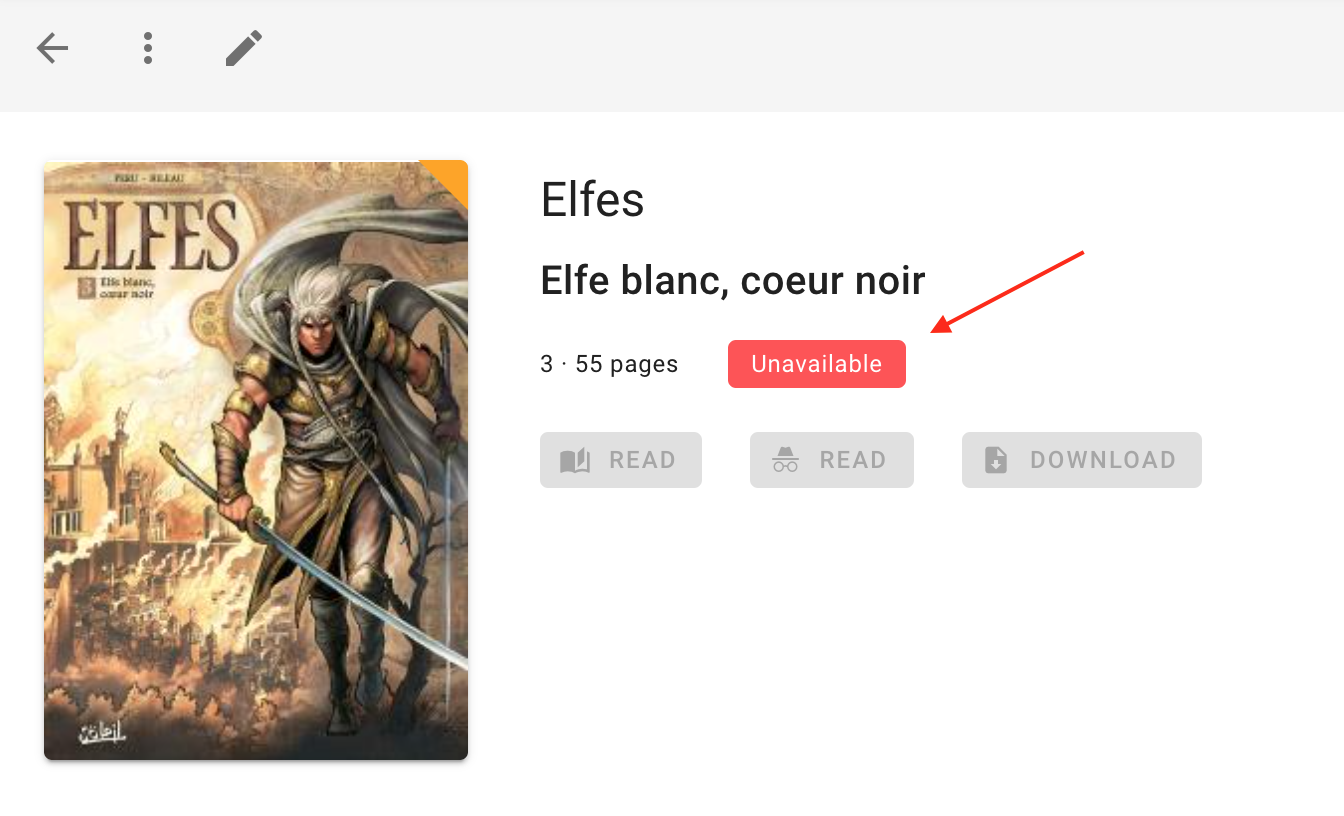 PERU - BILEAU
ELFES
3 Elfe blanc,
cœur noir
Soleil
Elfes
Elfe blanc, coeur noir
3 · 55 pages
Unavailable
READ
READ
DOWNLOAD